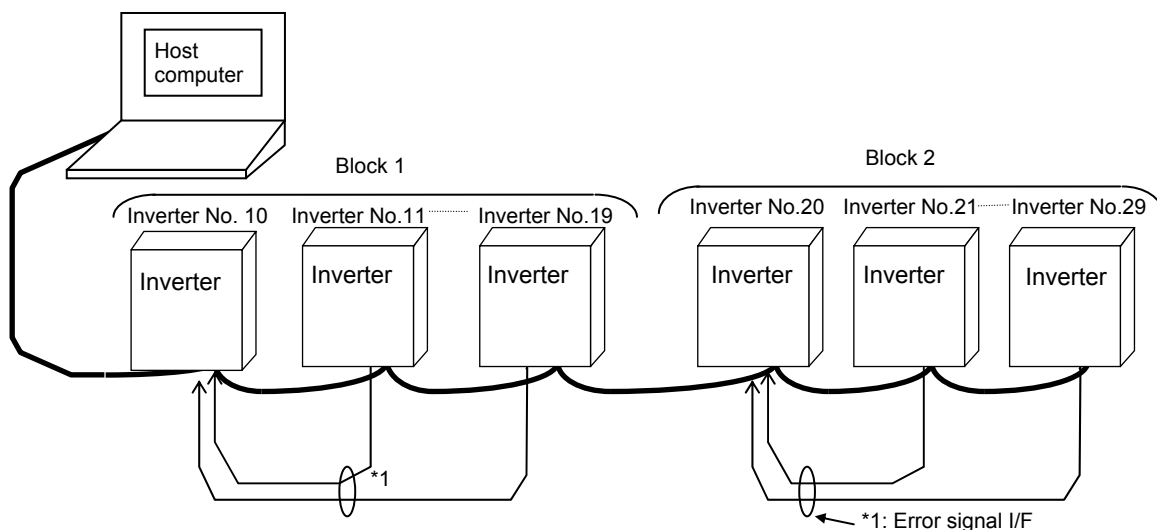 Host
computer
Block 1
Block 2
Inverter No. 10
Inverter No.11
Inverter No.19
Inverter No.20
Inverter No.21
Inverter No.29
Inverter
Inverter
Inverter
Inverter
Inverter
Inverter
*1
*1: Error signal I/F